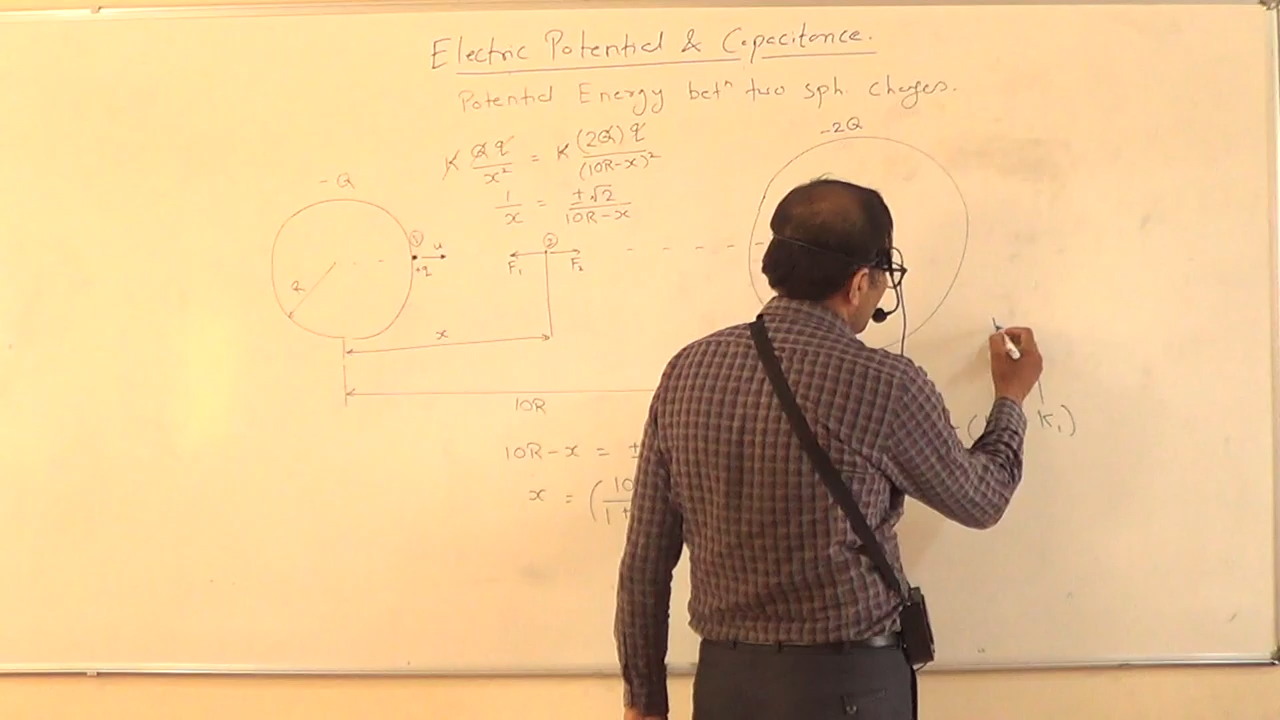 Electric Potential & Capacitance.
Potential Energy betⁿ two sph. charges.
-2Q
K Qq/x² = K (2Q)q/(10R-x)²
-Q
1/x = ±√2/(10R-x)
① u
+q
② F₁ F₂
R
x
10R
10R-x = ±
K₁)
x = (10
1+